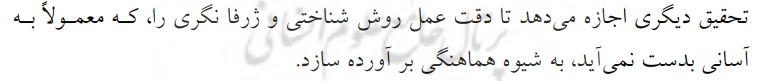 تحقیق دیگری اجازه می‌دهد تا دقت عمل روش شناختی و ژرفا نگری را، کـه معمـولاً بـه
آسانی بدست نمی‌آید، به شیوه هماهنگی بر آورده سازد.